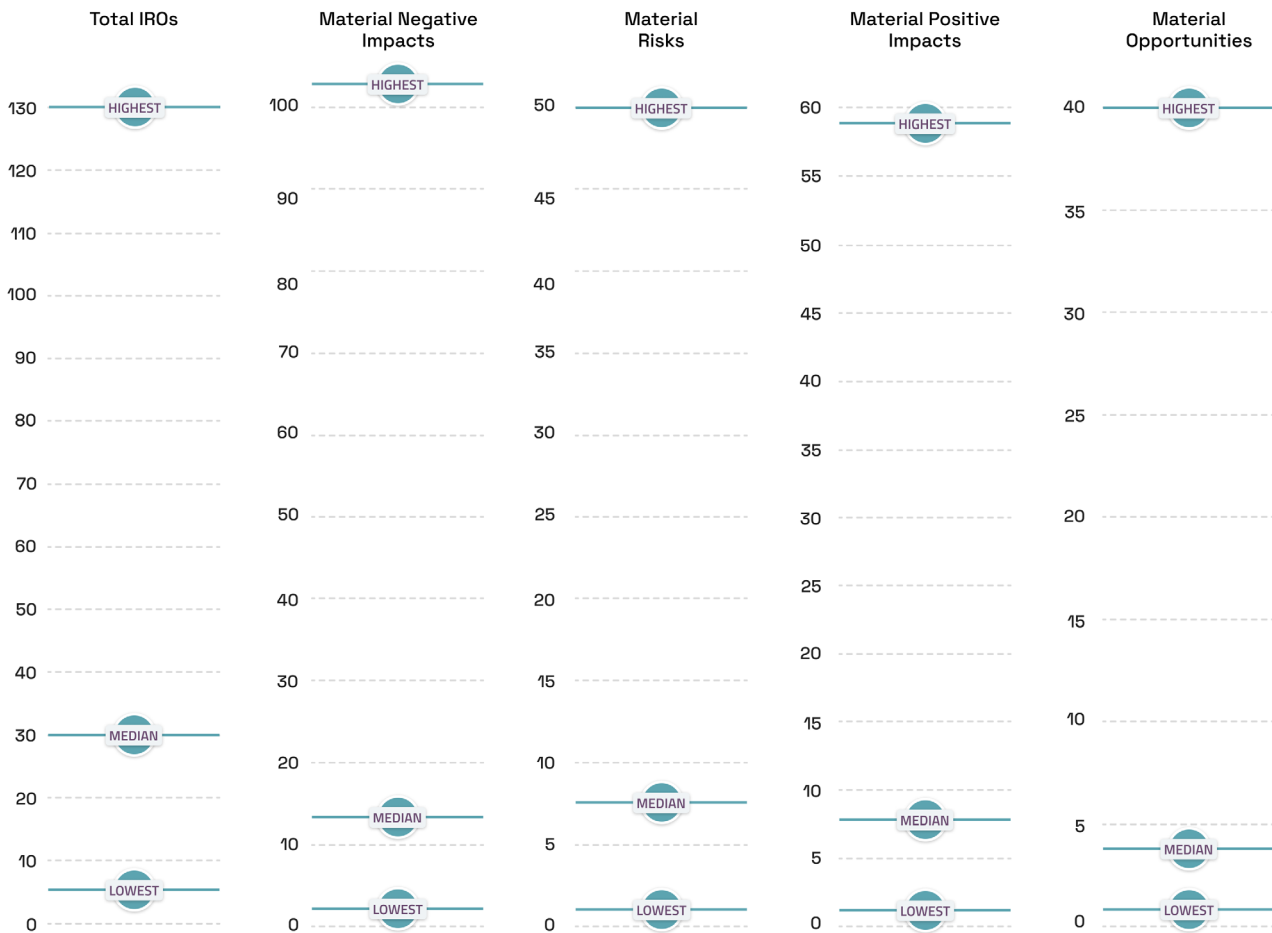 Total IROs
130
HIGHEST
120
110
100
90
80
70
60
50
40
30
MEDIAN
20
10
LOWEST
0
Material Negative
Impacts
HIGHEST
100
90
80
70
60
50
40
30
20
MEDIAN
10
LOWEST
0
Material
Risks
50
HIGHEST
45
40
35
30
25
20
15
10
MEDIAN
5
LOWEST
0
Material Positive
Impacts
60
HIGHEST
55
50
45
40
35
30
25
20
15
10
MEDIAN
5
LOWEST
0
Material
Opportunities
40
HIGHEST
35
30
25
20
15
10
5
MEDIAN
LOWEST
0